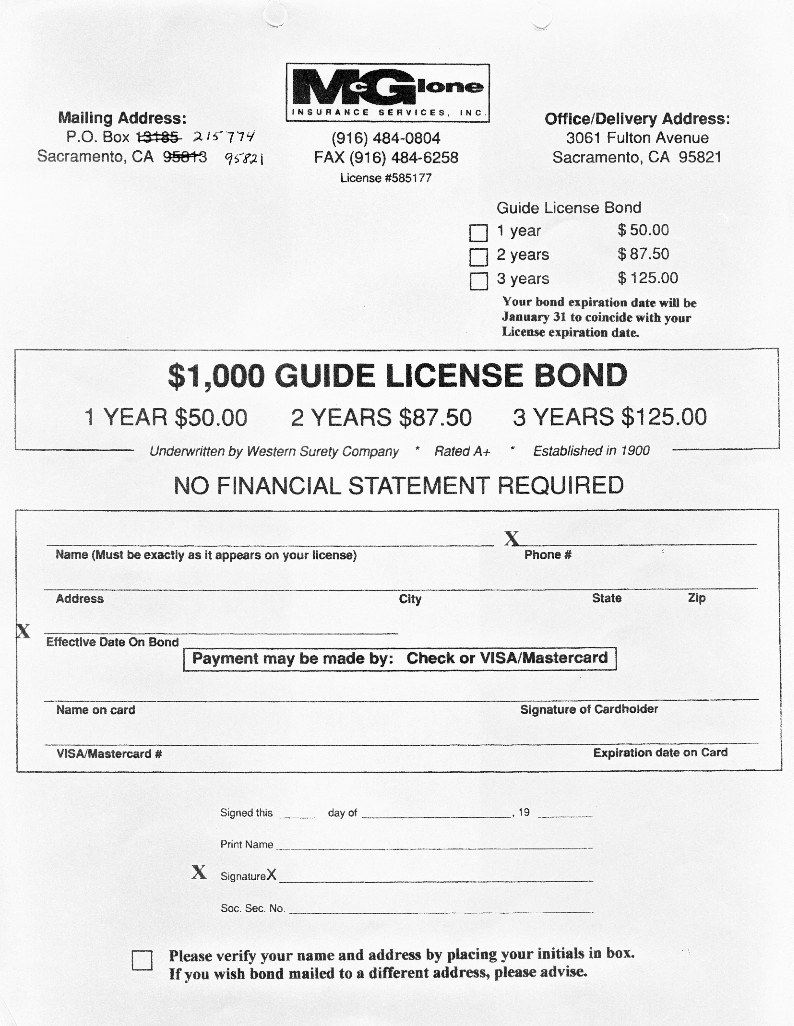 McGlone
INSURANCE SERVICES, INC.
Mailing Address:
P.O. Box 13185 215774
Sacramento, CA 95813 95821
(916) 484-0804
FAX (916) 484-6258
License #585177
Office/Delivery Address:
3061 Fulton Avenue
Sacramento, CA 95821
Guide License Bond
1 year $50.00
2 years $87.50
3 years $125.00
Your bond expiration date will be
January 31 to coincide with your
License expiration date.
$1,000 GUIDE LICENSE BOND
1 YEAR $50.00 2 YEARS $87.50 3 YEARS $125.00
Underwritten by Western Surety Company * Rated A+ * Established in 1900
NO FINANCIAL STATEMENT REQUIRED
X
Name (Must be exactly as it appears on your license) Phone #
Address City State Zip
X
Effective Date On Bond
Payment may be made by: Check or VISA/Mastercard
Name on card Signature of Cardholder
VISA/Mastercard # Expiration date on Card
Signed this ____ day of ____, 19 ____
Print Name
X SignatureX
Soc. Sec. No.
Please verify your name and address by placing your initials in box.
If you wish bond mailed to a different address, please advise.